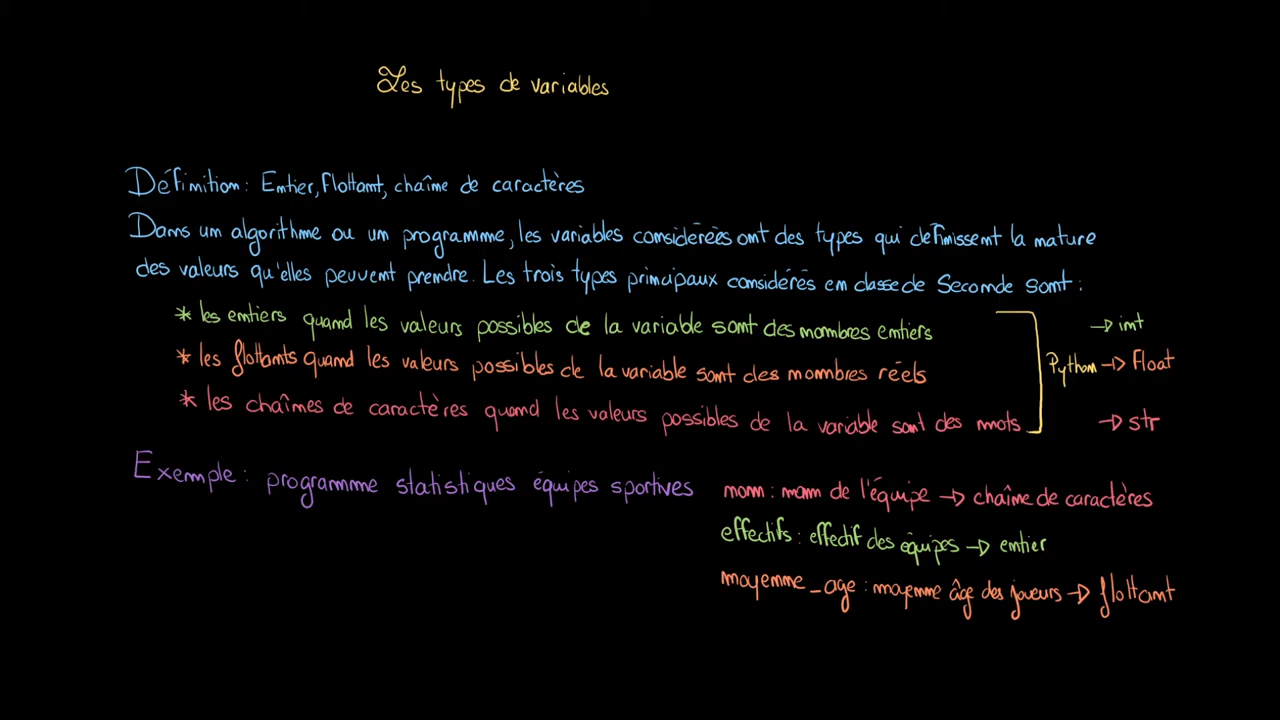 Les types de variables
Définition : Entier, flottant, chaîne de caractères
Dans un algorithme ou un programme, les variables considérées ont des types qui définissent la nature
des valeurs qu'elles peuvent prendre. Les trois types principaux considérés en classe de Seconde sont :
* les entiers quand les valeurs possibles de la variable sont des nombres entiers
→ int
* les flottants quand les valeurs possibles de la variable sont des nombres réels
Python → Float
* les chaînes de caractères quand les valeurs possibles de la variable sont des mots
→ str
Exemple : programme statistiques équipes sportives
nom : nom de l'équipe → chaîne de caractères
effectifs : effectif des équipes → entier
moyenne_age : moyenne âge des joueurs → flottant